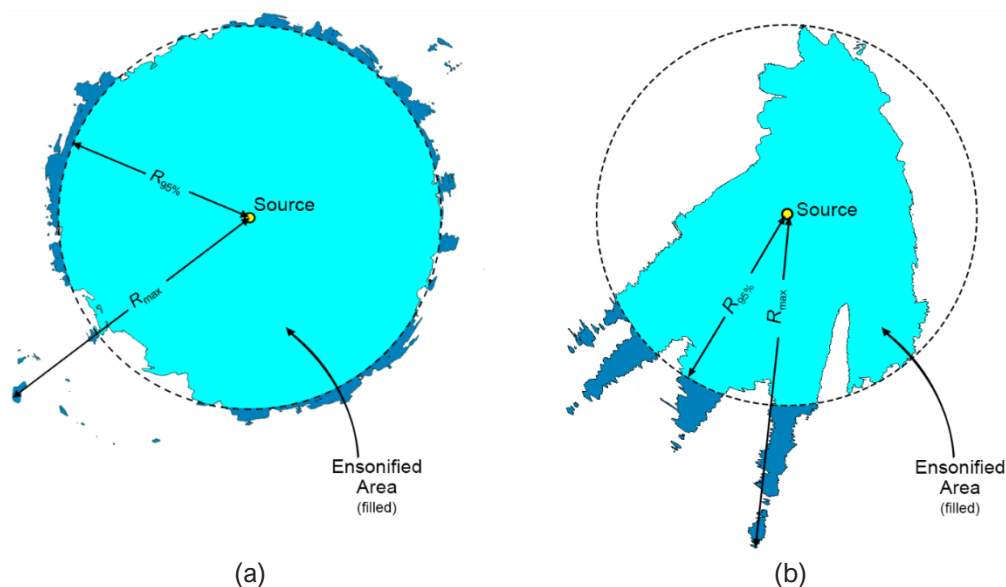 R95%
Source
Rmax
Ensonified
Area
(filled)
(a)
Source
R95%
Rmax
Ensonified
Area
(filled)
(b)